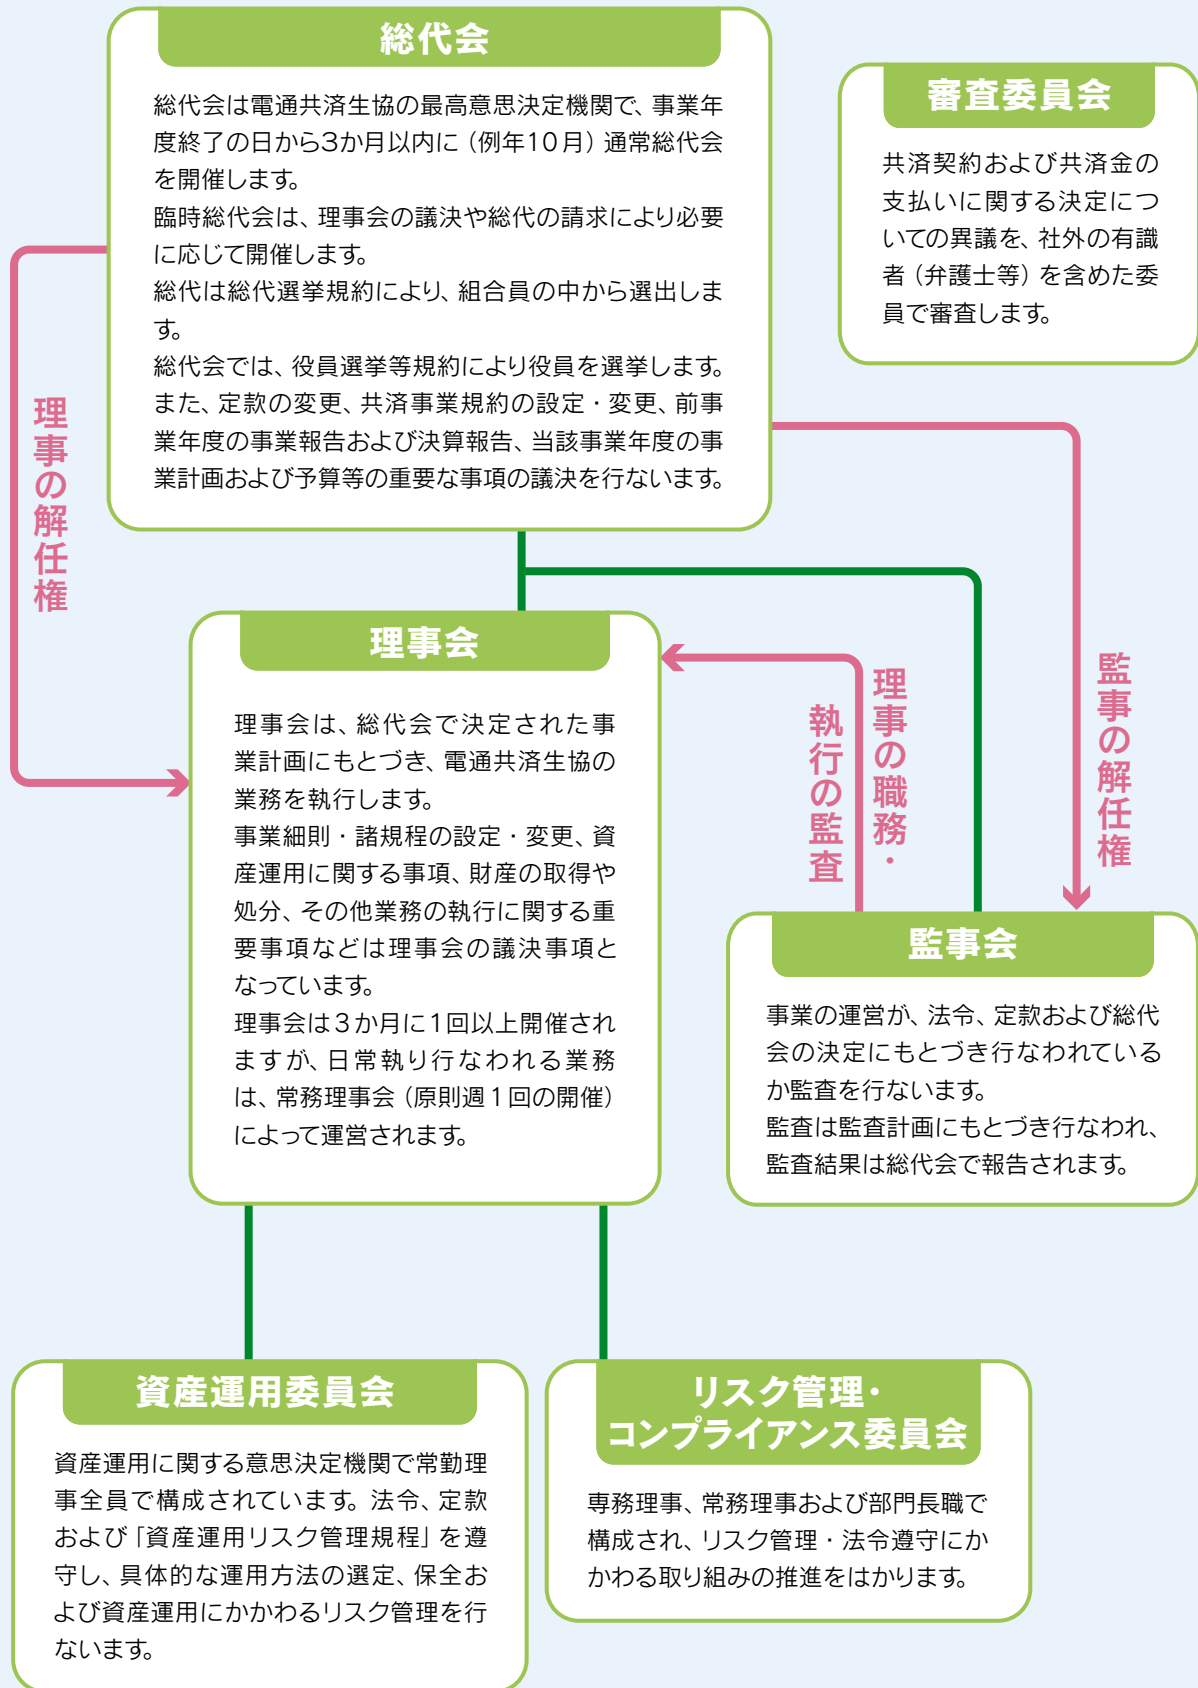 総代会
総代会は電通共済生協の最高意思決定機関で、事業年
度終了の日から3か月以内に（例年10月）通常総代会
を開催します。
臨時総代会は、理事会の議決や総代の請求により必要
に応じて開催します。
総代は総代選挙規約により、組合員の中から選出しま
す。
総代会では、役員選挙等規約により役員を選挙します。
また、定款の変更、共済事業規約の設定・変更、前事
業年度の事業報告および決算報告、当該事業年度の事
業計画および予算等の重要な事項の議決を行ないます。
審査委員会
共済契約および共済金の
支払いに関する決定につ
いての異議を、社外の有識
者（弁護士等）を含めた委
員で審査します。
理事の解任権
理事会
理事会は、総代会で決定された事
業計画にもとづき、電通共済生協の
業務を執行します。
事業細則・諸規程の設定・変更、資
産運用に関する事項、財産の取得や
処分、その他業務の執行に関する重
要事項などは理事会の議決事項と
なっています。
理事会は3か月に1回以上開催され
ますが、日常執り行なわれる業務
は、常務理事会（原則週1回の開催）
によって運営されます。
理事の職務・
執行の監査
監事の解任権
監事会
事業の運営が、法令、定款および総代
会の決定にもとづき行なわれている
か監査を行ないます。
監査は監査計画にもとづき行なわれ、
監査結果は総代会で報告されます。
資産運用委員会
資産運用に関する意思決定機関で常勤理
事全員で構成されています。法令、定款
および「資産運用リスク管理規程」を遵
守し、具体的な運用方法の選定、保全お
よび資産運用にかかわるリスク管理を行
ないます。
リスク管理・
コンプライアンス委員会
専務理事、常務理事および部門長職で
構成され、リスク管理・法令遵守にか
かわる取り組みの推進をはかります。